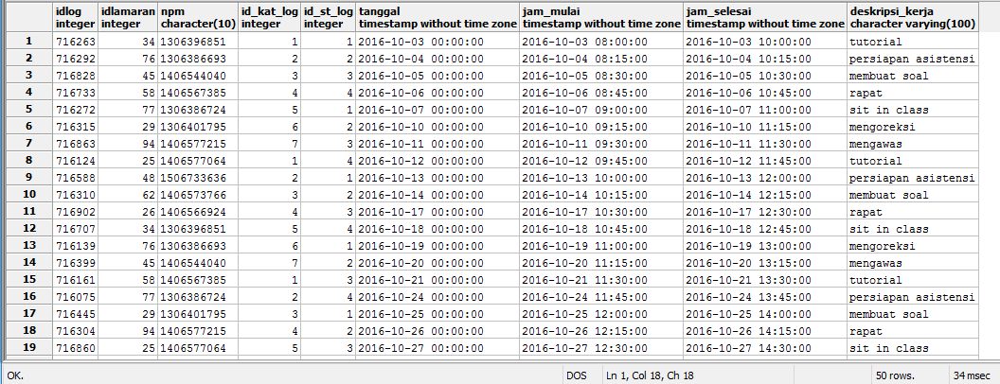 idlog idlamaran npm id_kat_log id_st_log tanggal jam_mulai jam_selesai deskripsi_kerja
integer integer character(10) integer integer timestamp without time zone timestamp without time zone timestamp without time zone character varying(100)
1 716263 34 1306396851 1 1 2016-10-03 00:00:00 2016-10-03 08:00:00 2016-10-03 10:00:00 tutorial
2 716292 76 1306386693 2 2 2016-10-04 00:00:00 2016-10-04 08:15:00 2016-10-04 10:15:00 persiapan asistensi
3 716828 45 1406544040 3 3 2016-10-05 00:00:00 2016-10-05 08:30:00 2016-10-05 10:30:00 membuat soal
4 716733 58 1406567385 4 4 2016-10-06 00:00:00 2016-10-06 08:45:00 2016-10-06 10:45:00 rapat
5 716272 77 1306386724 5 1 2016-10-07 00:00:00 2016-10-07 09:00:00 2016-10-07 11:00:00 sit in class
6 716315 29 1306401795 6 2 2016-10-10 00:00:00 2016-10-10 09:15:00 2016-10-10 11:15:00 mengoreksi
7 716863 94 1406577215 7 3 2016-10-11 00:00:00 2016-10-11 09:30:00 2016-10-11 11:30:00 mengawas
8 716124 25 1406577064 1 4 2016-10-12 00:00:00 2016-10-12 09:45:00 2016-10-12 11:45:00 tutorial
9 716588 48 1506733636 2 1 2016-10-13 00:00:00 2016-10-13 10:00:00 2016-10-13 12:00:00 persiapan asistensi
10 716310 62 1406573766 3 2 2016-10-14 00:00:00 2016-10-14 10:15:00 2016-10-14 12:15:00 membuat soal
11 716902 26 1406566924 4 3 2016-10-17 00:00:00 2016-10-17 10:30:00 2016-10-17 12:30:00 rapat
12 716707 34 1306396851 5 4 2016-10-18 00:00:00 2016-10-18 10:45:00 2016-10-18 12:45:00 sit in class
13 716139 76 1306386693 6 1 2016-10-19 00:00:00 2016-10-19 11:00:00 2016-10-19 13:00:00 mengoreksi
14 716399 45 1406544040 7 2 2016-10-20 00:00:00 2016-10-20 11:15:00 2016-10-20 13:15:00 mengawas
15 716161 58 1406567385 1 3 2016-10-21 00:00:00 2016-10-21 11:30:00 2016-10-21 13:30:00 tutorial
16 716075 77 1306386724 2 4 2016-10-24 00:00:00 2016-10-24 11:45:00 2016-10-24 13:45:00 persiapan asistensi
17 716445 29 1306401795 3 1 2016-10-25 00:00:00 2016-10-25 12:00:00 2016-10-25 14:00:00 membuat soal
18 716304 94 1406577215 4 2 2016-10-26 00:00:00 2016-10-26 12:15:00 2016-10-26 14:15:00 rapat
19 716860 25 1406577064 5 3 2016-10-27 00:00:00 2016-10-27 12:30:00 2016-10-27 14:30:00 sit in class
OK. DOS Ln 1, Col 18, Ch 18 50 rows. 34 msec